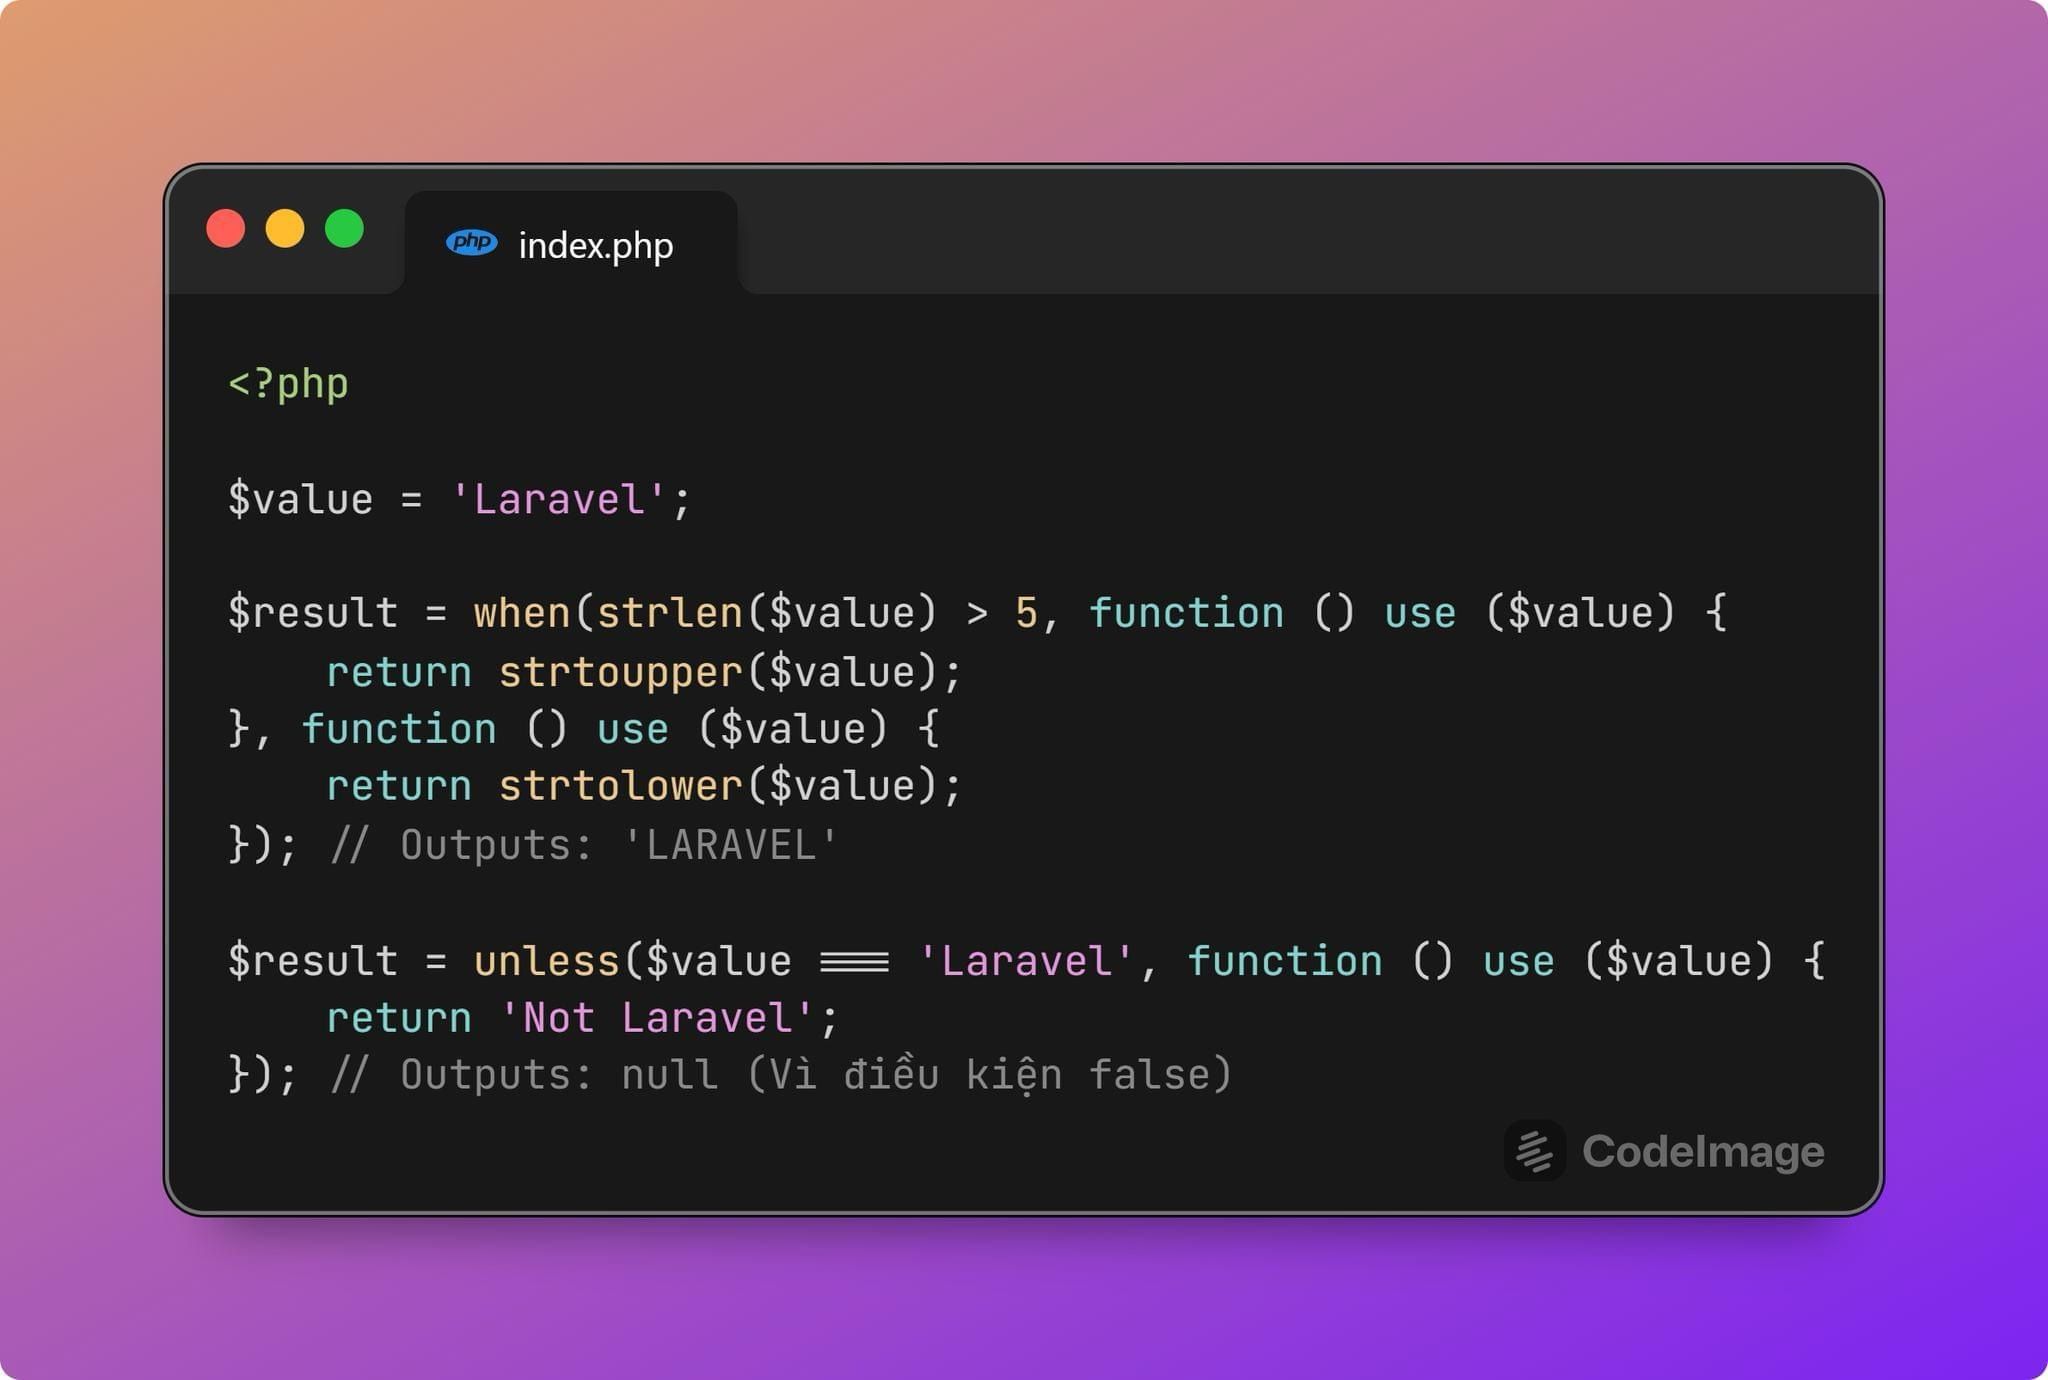 php index.php
<?php
$value = 'Laravel';
$result = when(strlen($value) > 5, function () use ($value) {
    return strtoupper($value);
}, function () use ($value) {
    return strtolower($value);
}); // Outputs: 'LARAVEL'
$result = unless($value === 'Laravel', function () use ($value) {
    return 'Not Laravel';
}); // Outputs: null (Vì điều kiện false)
CodeImage